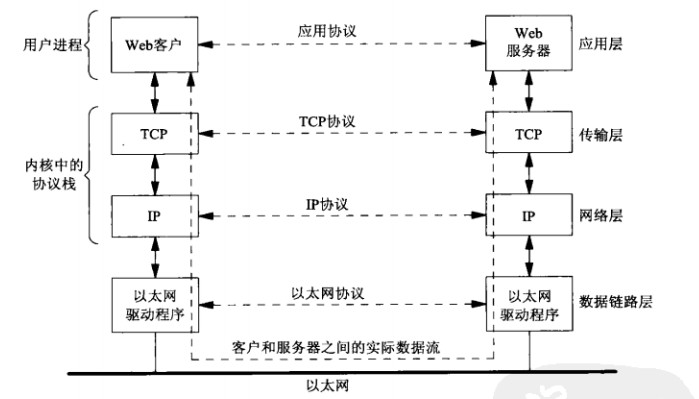 用户进程
Web客户
应用协议
Web
服务器
应用层
内核中的
协议栈
TCP
TCP协议
TCP
传输层
IP
IP协议
IP
网络层
以太网
驱动程序
以太网协议
以太网
驱动程序
数据链路层
客户和服务器之间的实际数据流
以太网